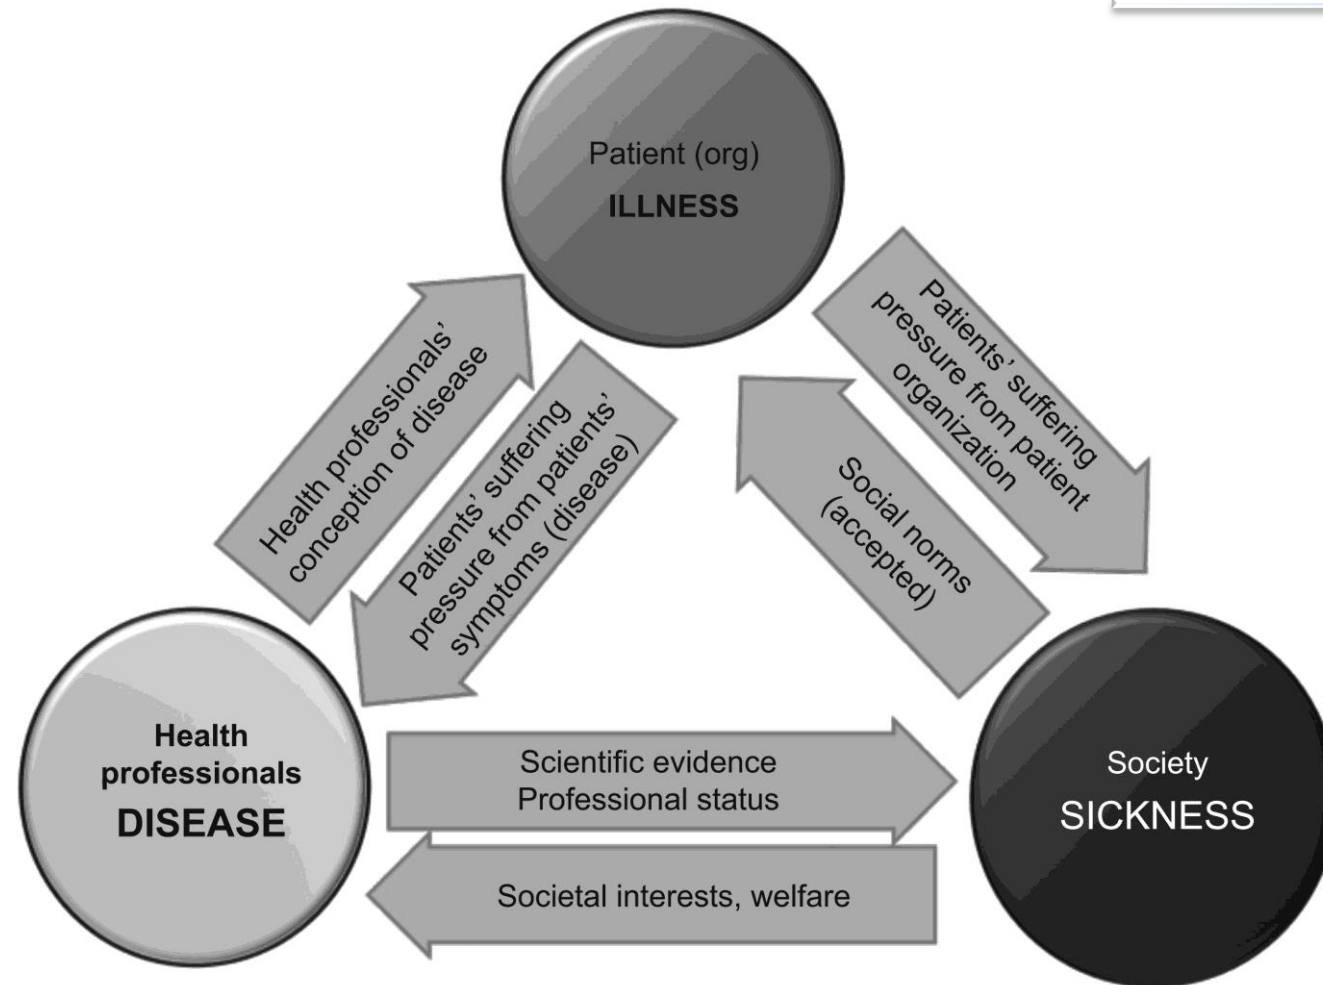 Patient (org)
ILLNESS
Health professionals’
conception of disease
Patients’ suffering
pressure from patients’
symptoms (disease)
Patients’ suffering
pressure from patient
organization
Social norms
(accepted)
Health
professionals
DISEASE
Scientific evidence
Professional status
Societal interests, welfare
Society
SICKNESS